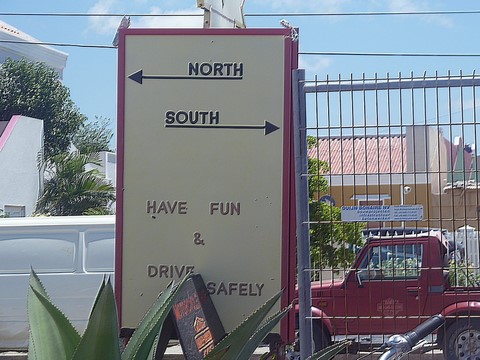 NORTH
SOUTH
HAVE FUN
&
DRIVE SAFELY